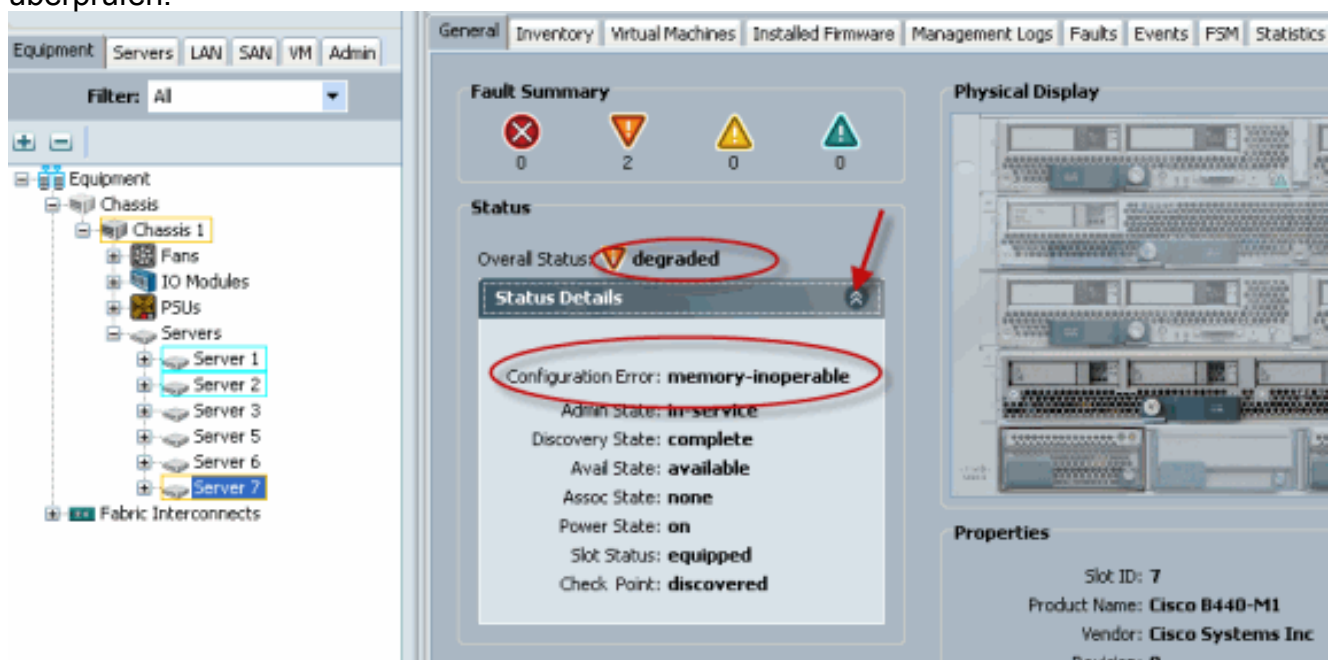 überprüfen.
Equipment Servers LAN SAN VM Admin
Filter: All
Equipment
Chassis
Chassis 1
Fans
IO Modules
PSUs
Servers
Server 1
Server 2
Server 3
Server 5
Server 6
Server 7
Fabric Interconnects
General Inventory Virtual Machines Installed Firmware Management Logs Faults Events FSM Statistics
Fault Summary
0 2 0 0
Status
Overall Status: degraded
Status Details
Configuration Error: memory-inoperable
Admin State: in-service
Discovery State: complete
Avail State: available
Assoc State: none
Power State: on
Slot Status: equipped
Check Point: discovered
Physical Display
Properties
Slot ID: 7
Product Name: Cisco B440-M1
Vendor: Cisco Systems Inc